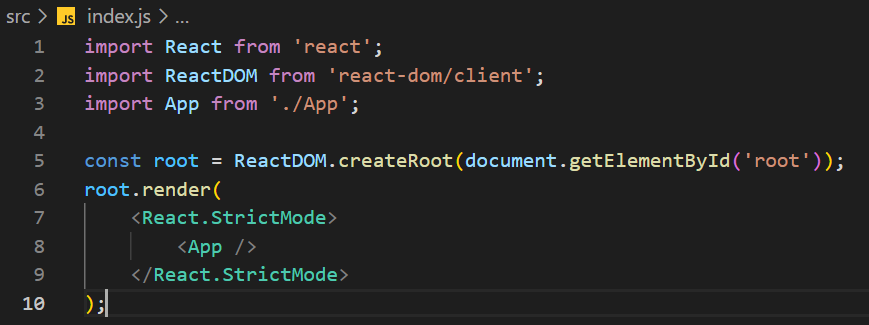 src > JS index.js > ...
1 import React from 'react';
2 import ReactDOM from 'react-dom/client';
3 import App from './App';
4
5 const root = ReactDOM.createRoot(document.getElementById('root'));
6 root.render(
7     <React.StrictMode>
8         <App />
9     </React.StrictMode>
10 );